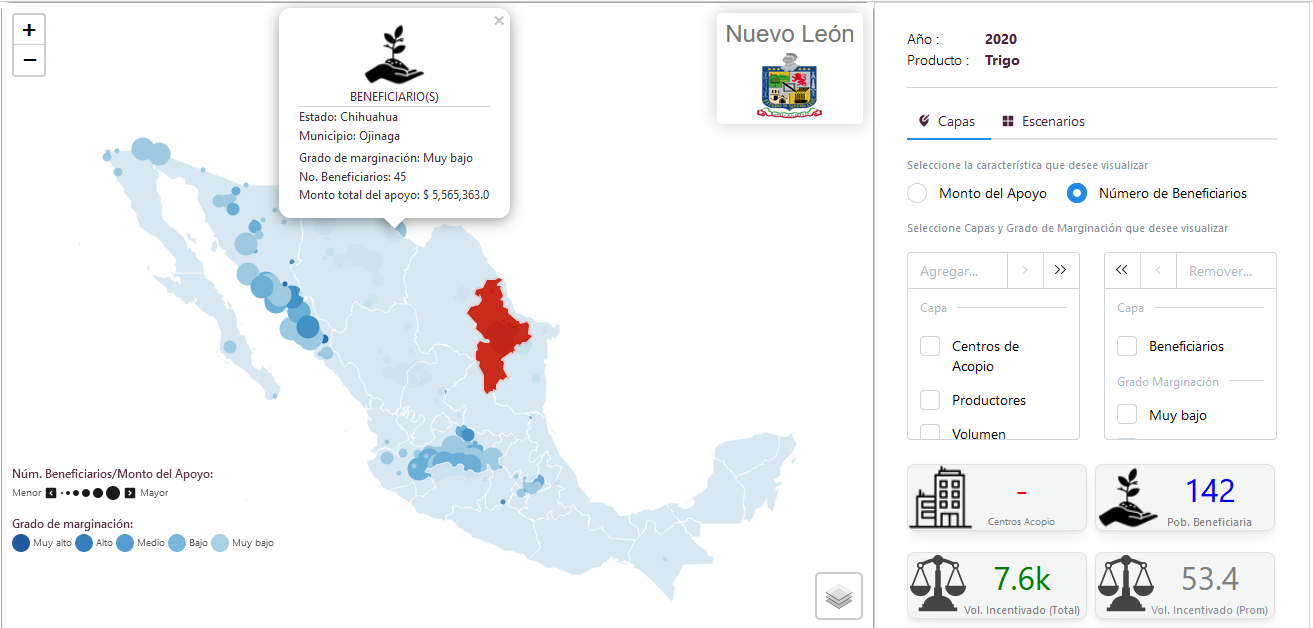 +
−
×
BENEFICIARIO(S)
Estado: Chihuahua
Municipio: Ojinaga
Grado de marginación: Muy bajo
No. Beneficiarios: 45
Monto total del apoyo: $ 5,565,363.0
Nuevo León
Núm. Beneficiarios/Monto del Apoyo:
Menor Mayor
Grado de marginación:
Muy alto Alto Medio Bajo Muy bajo
Año : 2020
Producto : Trigo
Capas Escenarios
Seleccione la característica que desee visualizar
Monto del Apoyo Número de Beneficiarios
Seleccione Capas y Grado de Marginación que desee visualizar
Agregar... > >>
Capa
Centros de
Acopio
Productores
Volumen
<< < Remover...
Capa
Beneficiarios
Grado Marginación
Muy bajo
-
Centros Acopio
142
Pob. Beneficiaria
7.6k
Vol. Incentivado (Total)
53.4
Vol. Incentivado (Prom)